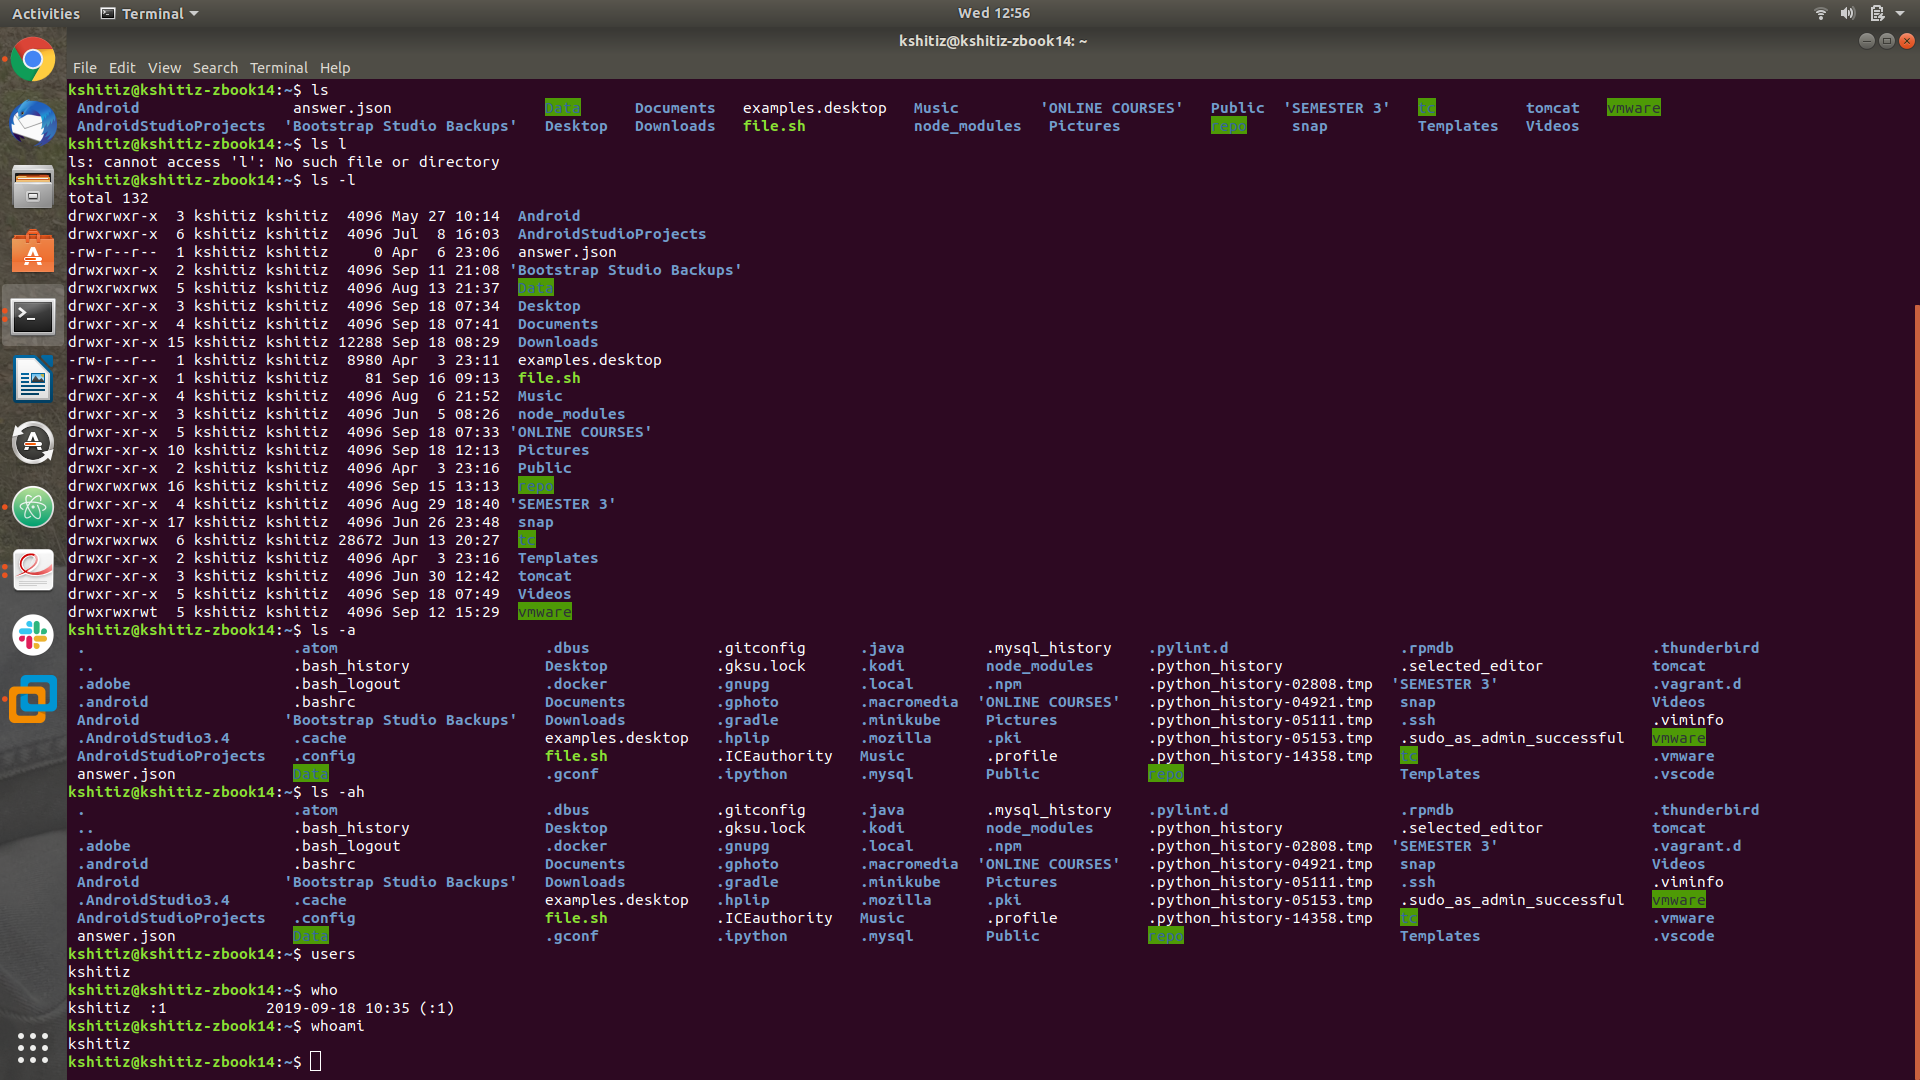 Activities Terminal Wed 12:56
kshitiz@kshitiz-zbook14: ~
File Edit View Search Terminal Help
kshitiz@kshitiz-zbook14:~$ ls
Android answer.json Data Documents examples.desktop Music 'ONLINE COURSES' Public 'SEMESTER 3' tc tomcat vmware
AndroidStudioProjects 'Bootstrap Studio Backups' Desktop Downloads file.sh node_modules Pictures repo snap Templates Videos
kshitiz@kshitiz-zbook14:~$ ls l
ls: cannot access 'l': No such file or directory
kshitiz@kshitiz-zbook14:~$ ls -l
total 132
drwxrwxr-x 3 kshitiz kshitiz 4096 May 27 10:14 Android
drwxrwxr-x 6 kshitiz kshitiz 4096 Jul 8 16:03 AndroidStudioProjects
-rw-r--r-- 1 kshitiz kshitiz 0 Apr 6 23:06 answer.json
drwxrwxr-x 2 kshitiz kshitiz 4096 Sep 11 21:08 'Bootstrap Studio Backups'
drwxrwxrwx 5 kshitiz kshitiz 4096 Aug 13 21:37 Data
drwxr-xr-x 3 kshitiz kshitiz 4096 Sep 18 07:34 Desktop
drwxr-xr-x 4 kshitiz kshitiz 4096 Sep 18 07:41 Documents
drwxr-xr-x 15 kshitiz kshitiz 12288 Sep 18 08:29 Downloads
-rw-r--r-- 1 kshitiz kshitiz 8980 Apr 3 23:11 examples.desktop
-rwxr-xr-x 1 kshitiz kshitiz 81 Sep 16 09:13 file.sh
drwxr-xr-x 4 kshitiz kshitiz 4096 Aug 6 21:52 Music
drwxr-xr-x 3 kshitiz kshitiz 4096 Jun 5 08:26 node_modules
drwxr-xr-x 5 kshitiz kshitiz 4096 Sep 18 07:33 'ONLINE COURSES'
drwxr-xr-x 10 kshitiz kshitiz 4096 Sep 18 12:13 Pictures
drwxr-xr-x 2 kshitiz kshitiz 4096 Apr 3 23:16 Public
drwxrwxrwx 16 kshitiz kshitiz 4096 Sep 15 13:13 repo
drwxr-xr-x 4 kshitiz kshitiz 4096 Aug 29 18:40 'SEMESTER 3'
drwxr-xr-x 17 kshitiz kshitiz 4096 Jun 26 23:48 snap
drwxrwxrwx 6 kshitiz kshitiz 28672 Jun 13 20:27 tc
drwxr-xr-x 2 kshitiz kshitiz 4096 Apr 3 23:16 Templates
drwxr-xr-x 3 kshitiz kshitiz 4096 Jun 30 12:42 tomcat
drwxr-xr-x 5 kshitiz kshitiz 4096 Sep 18 07:49 Videos
drwxrwxrwt 5 kshitiz kshitiz 4096 Sep 12 15:29 vmware
kshitiz@kshitiz-zbook14:~$ ls -a
. .atom .dbus .gitconfig .java .mysql_history .pylint.d .rpmdb .thunderbird
.. .bash_history Desktop .gksu.lock .kodi node_modules .python_history .selected_editor tomcat
.adobe .bash_logout .docker .gnupg .local .npm .python_history-02808.tmp 'SEMESTER 3' .vagrant.d
.android .bashrc Documents .gphoto .macromedia 'ONLINE COURSES' .python_history-04921.tmp snap Videos
Android 'Bootstrap Studio Backups' Downloads .gradle .minikube Pictures .python_history-05111.tmp .ssh .viminfo
.AndroidStudio3.4 .cache examples.desktop .hplip .mozilla .pki .python_history-05153.tmp .sudo_as_admin_successful vmware
AndroidStudioProjects .config file.sh .ICEauthority Music .profile .python_history-14358.tmp tc .vmware
answer.json Data .gconf .ipython .mysql Public repo Templates .vscode
kshitiz@kshitiz-zbook14:~$ ls -ah
. .atom .dbus .gitconfig .java .mysql_history .pylint.d .rpmdb .thunderbird
.. .bash_history Desktop .gksu.lock .kodi node_modules .python_history .selected_editor tomcat
.adobe .bash_logout .docker .gnupg .local .npm .python_history-02808.tmp 'SEMESTER 3' .vagrant.d
.android .bashrc Documents .gphoto .macromedia 'ONLINE COURSES' .python_history-04921.tmp snap Videos
Android 'Bootstrap Studio Backups' Downloads .gradle .minikube Pictures .python_history-05111.tmp .ssh .viminfo
.AndroidStudio3.4 .cache examples.desktop .hplip .mozilla .pki .python_history-05153.tmp .sudo_as_admin_successful vmware
AndroidStudioProjects .config file.sh .ICEauthority Music .profile .python_history-14358.tmp tc .vmware
answer.json Data .gconf .ipython .mysql Public repo Templates .vscode
kshitiz@kshitiz-zbook14:~$ users
kshitiz
kshitiz@kshitiz-zbook14:~$ who
kshitiz :1 2019-09-18 10:35 (:1)
kshitiz@kshitiz-zbook14:~$ whoami
kshitiz
kshitiz@kshitiz-zbook14:~$